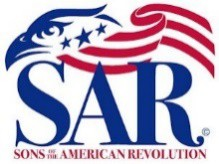 SAR
©
SONS OF THE AMERICAN REVOLUTION